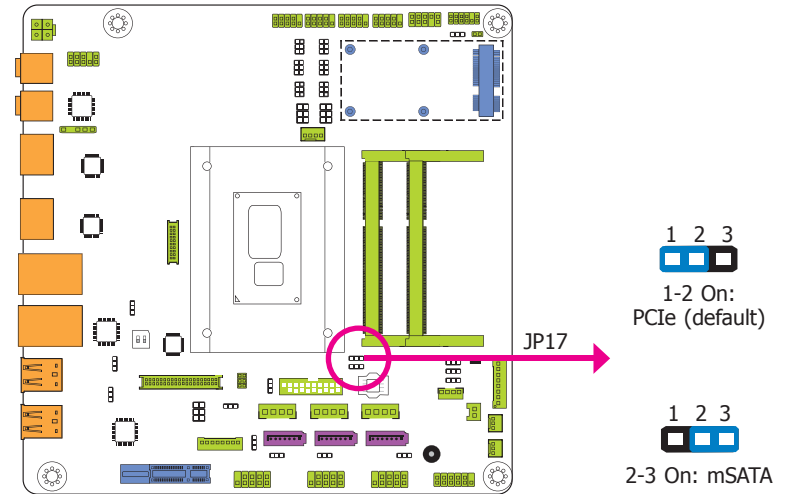 1 2 3
1-2 On:
PCIe (default)
JP17
1 2 3
2-3 On: mSATA